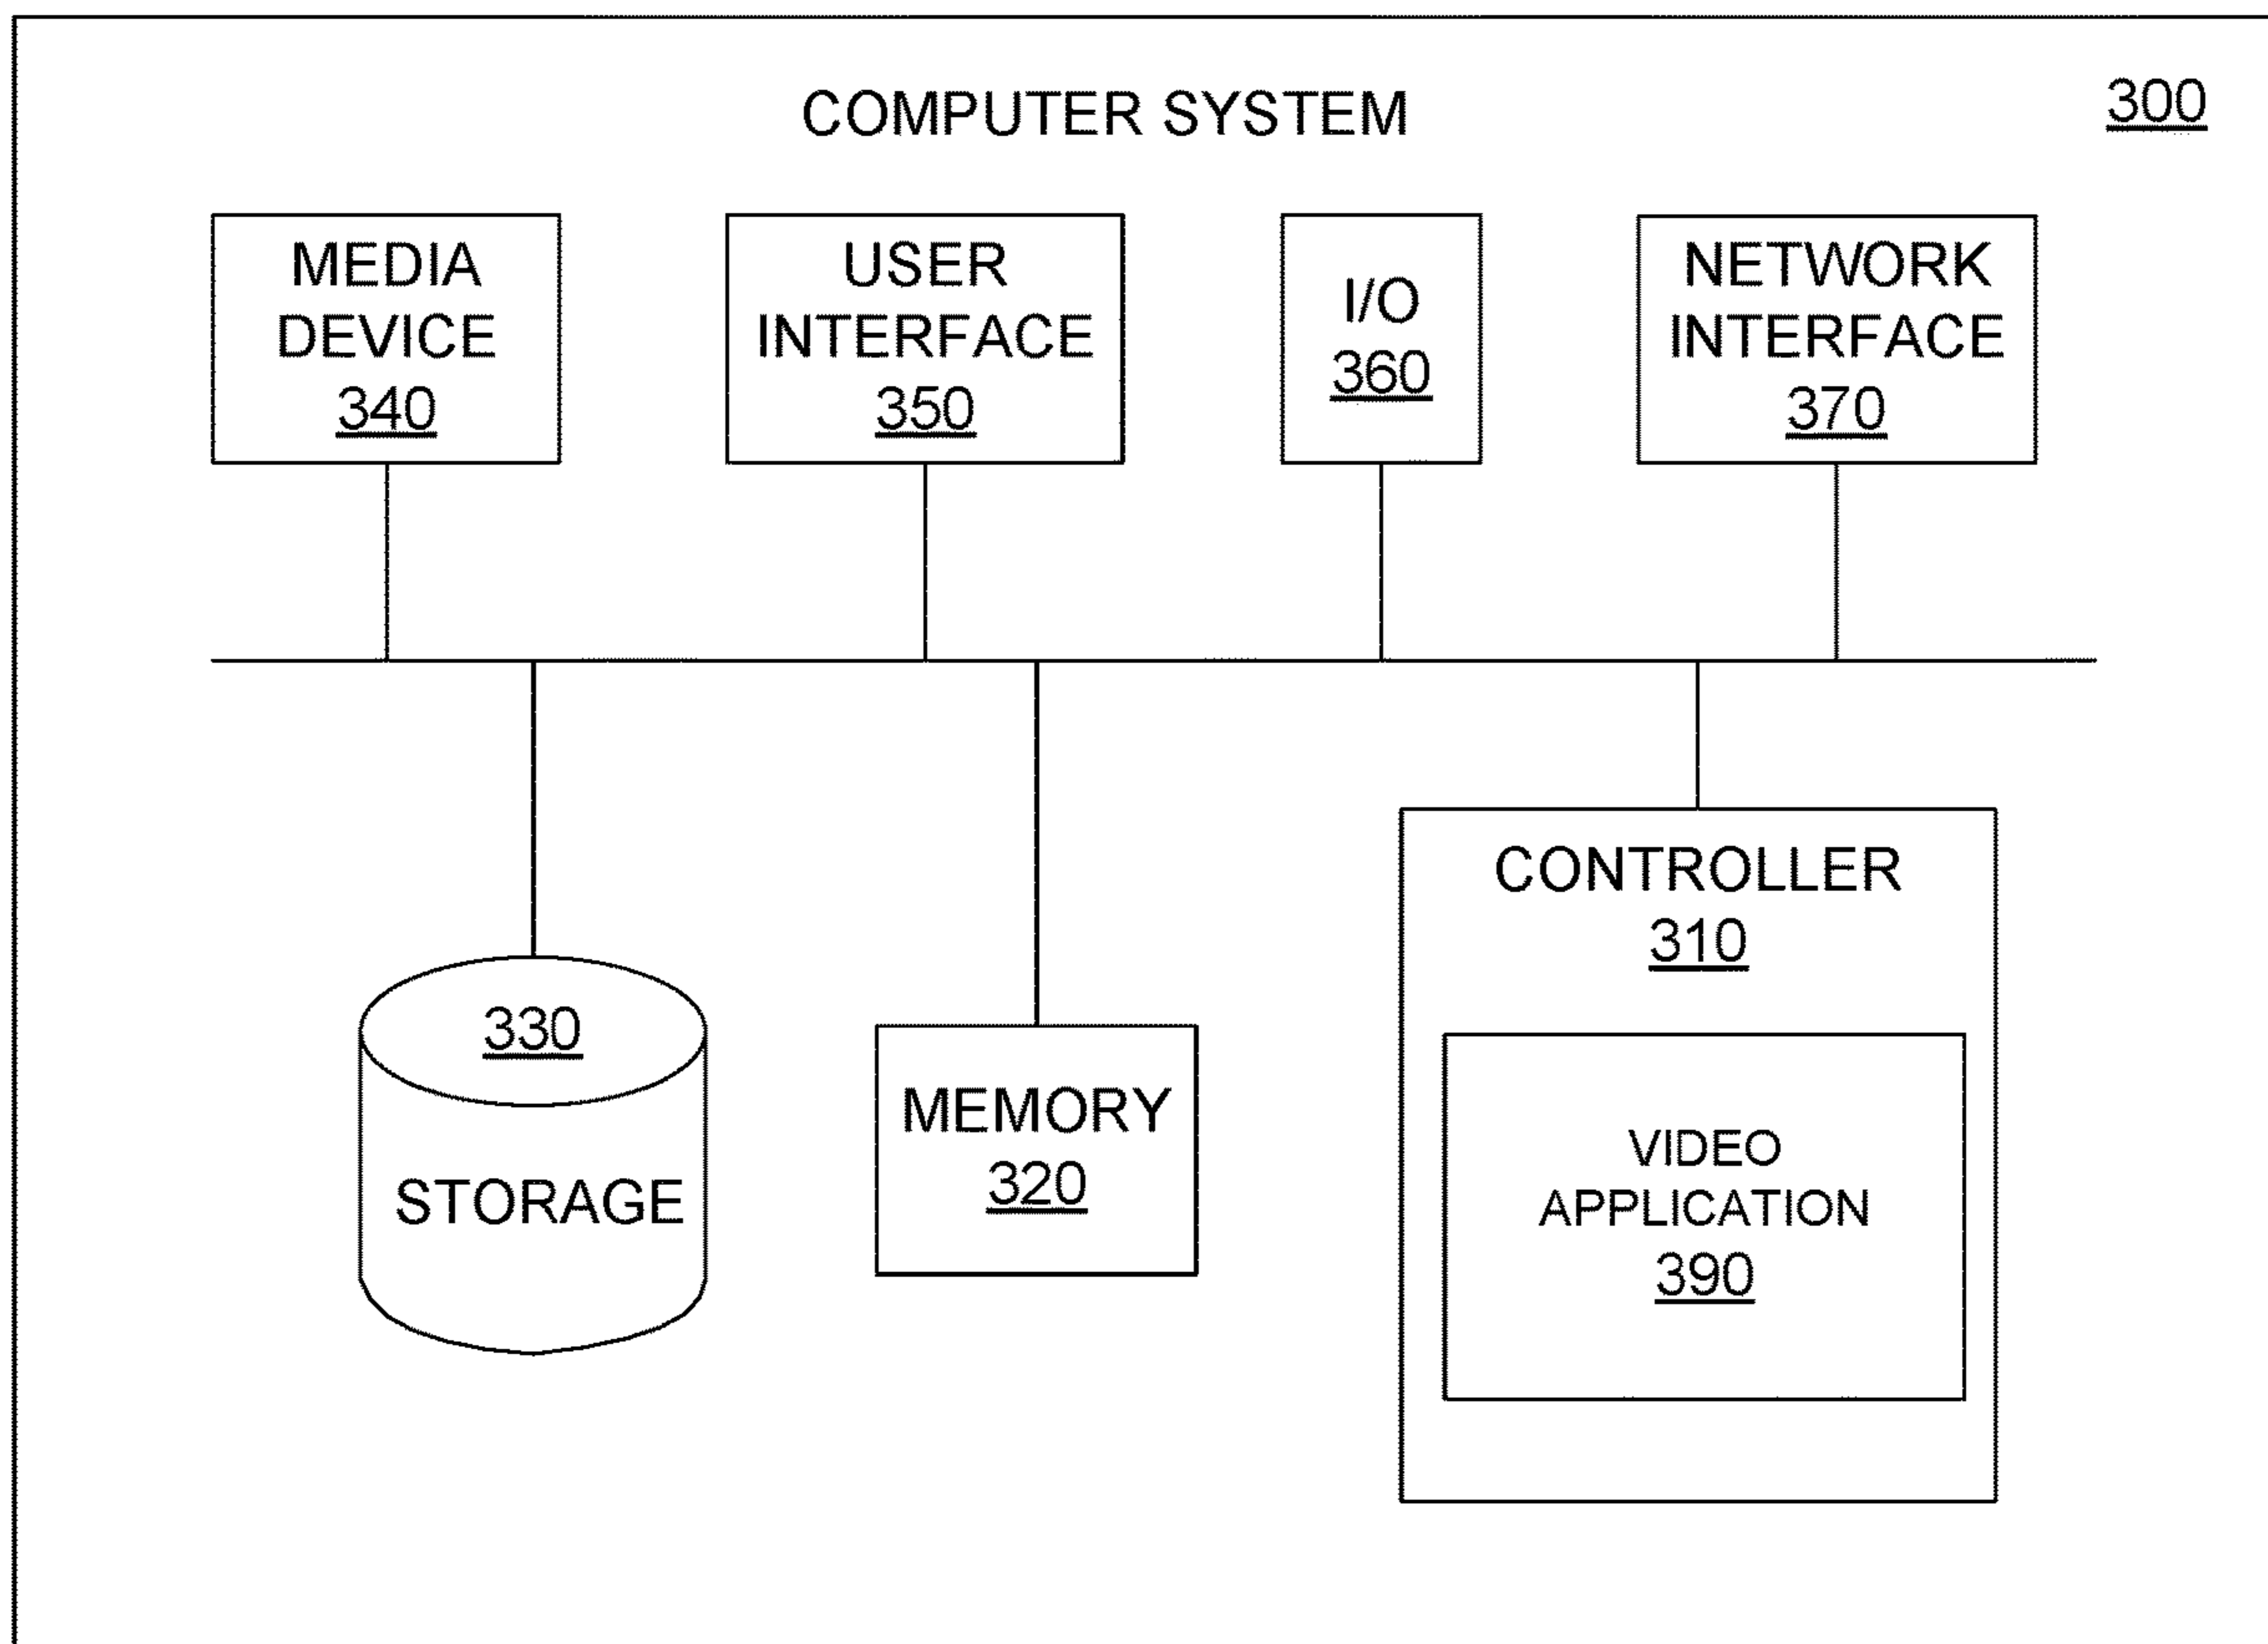 COMPUTER SYSTEM
300
MEDIA
DEVICE
340
USER
INTERFACE
350
I/O
360
NETWORK
INTERFACE
370
330
STORAGE
MEMORY
320
CONTROLLER
310
VIDEO
APPLICATION
390